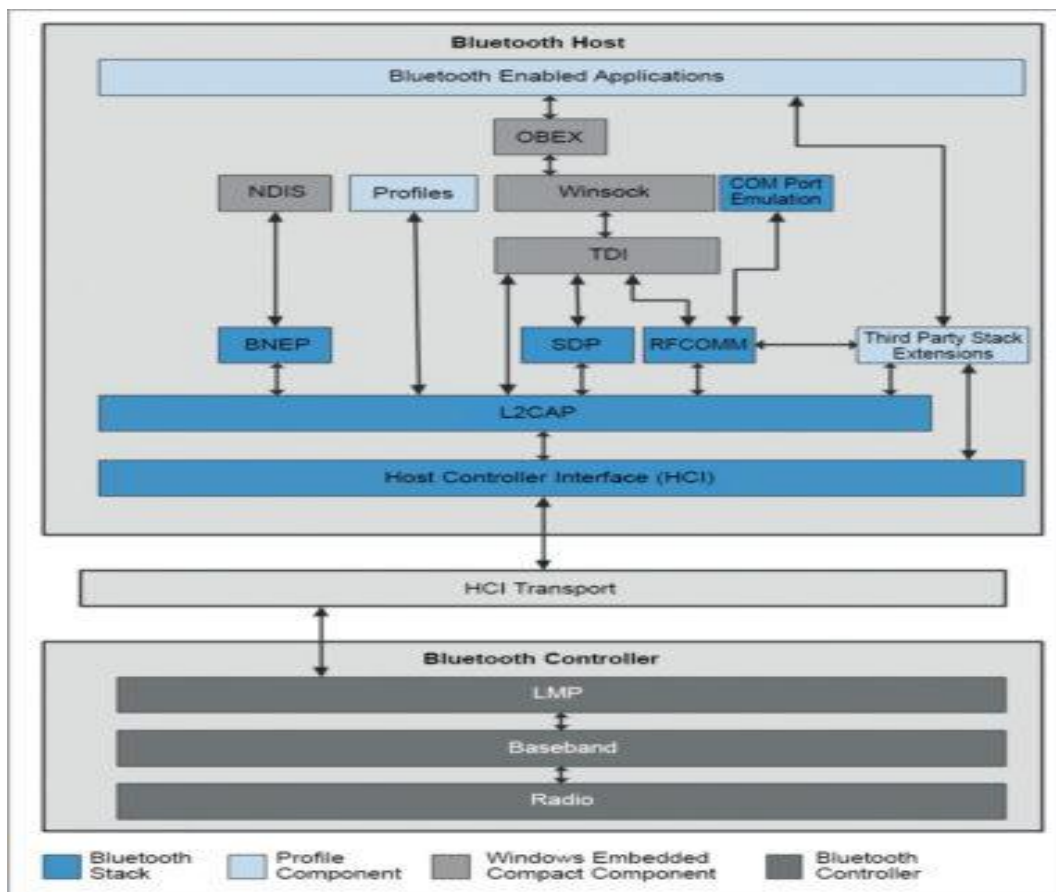 Bluetooth Host
Bluetooth Enabled Applications
OBEX
NDIS
Profiles
Winsock
COM Port
Emulation
TDI
BNEP
SDP
RFCOMM
Third Party Stack
Extensions
L2CAP
Host Controller Interface (HCI)
HCI Transport
Bluetooth Controller
LMP
Baseband
Radio
Bluetooth
Stack
Profile
Component
Windows Embedded
Compact Component
Bluetooth
Controller